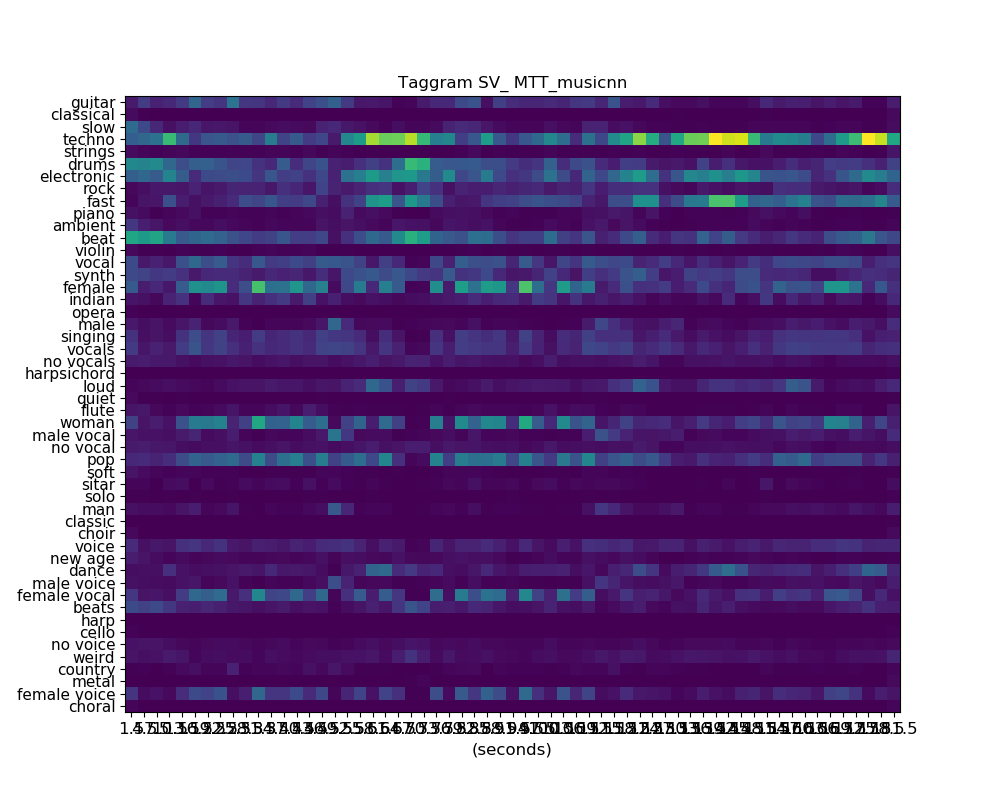 Taggram SV_ MTT_musicnn
guitar
classical
slow
techno
strings
drums
electronic
rock
fast
piano
ambient
beat
violin
vocal
synth
female
indian
opera
male
singing
vocals
no vocals
harpsichord
loud
quiet
flute
woman
male vocal
no vocal
pop
soft
sitar
solo
man
classic
choir
voice
new age
dance
male voice
female vocal
beats
harp
cello
no voice
weird
country
metal
female voice
choral
(seconds)